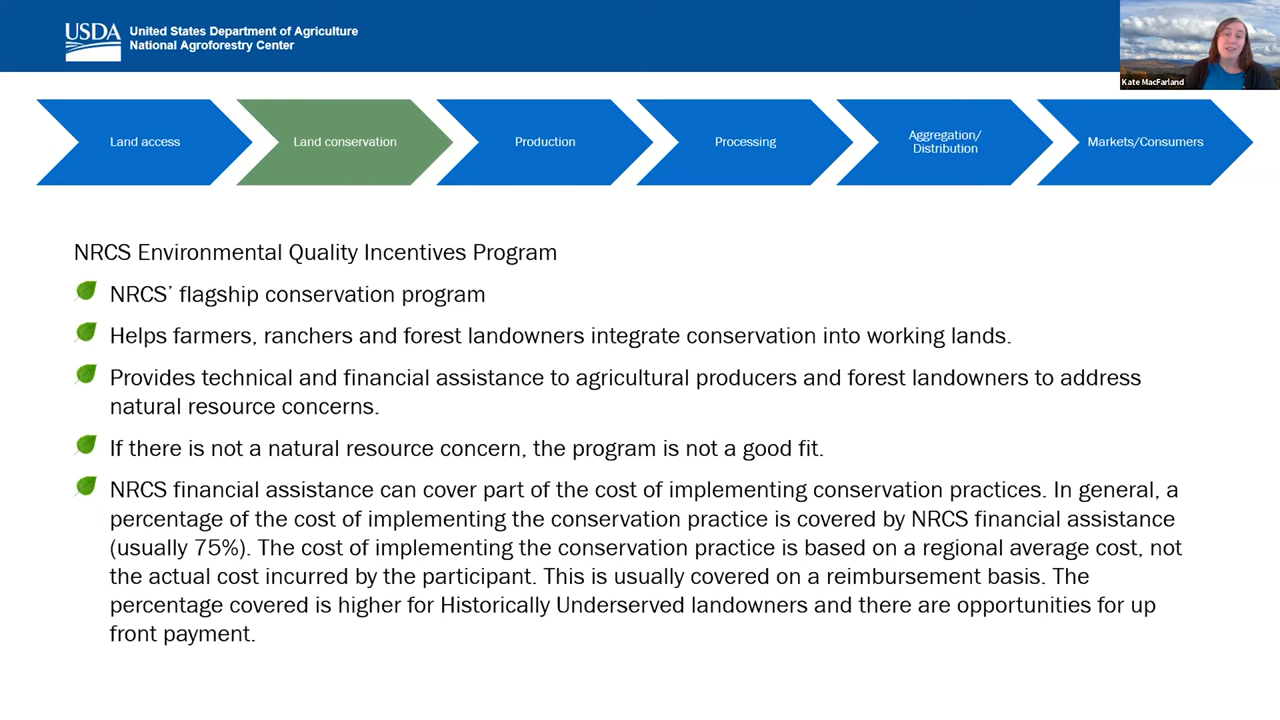 USDA
United States Department of Agriculture
National Agroforestry Center
Kate MacFarland
Land access
Land conservation
Production
Processing
Aggregation/
Distribution
Markets/Consumers
NRCS Environmental Quality Incentives Program
NRCS’ flagship conservation program
Helps farmers, ranchers and forest landowners integrate conservation into working lands.
Provides technical and financial assistance to agricultural producers and forest landowners to address
natural resource concerns.
If there is not a natural resource concern, the program is not a good fit.
NRCS financial assistance can cover part of the cost of implementing conservation practices. In general, a
percentage of the cost of implementing the conservation practice is covered by NRCS financial assistance
(usually 75%). The cost of implementing the conservation practice is based on a regional average cost, not
the actual cost incurred by the participant. This is usually covered on a reimbursement basis. The
percentage covered is higher for Historically Underserved landowners and there are opportunities for up
front payment.